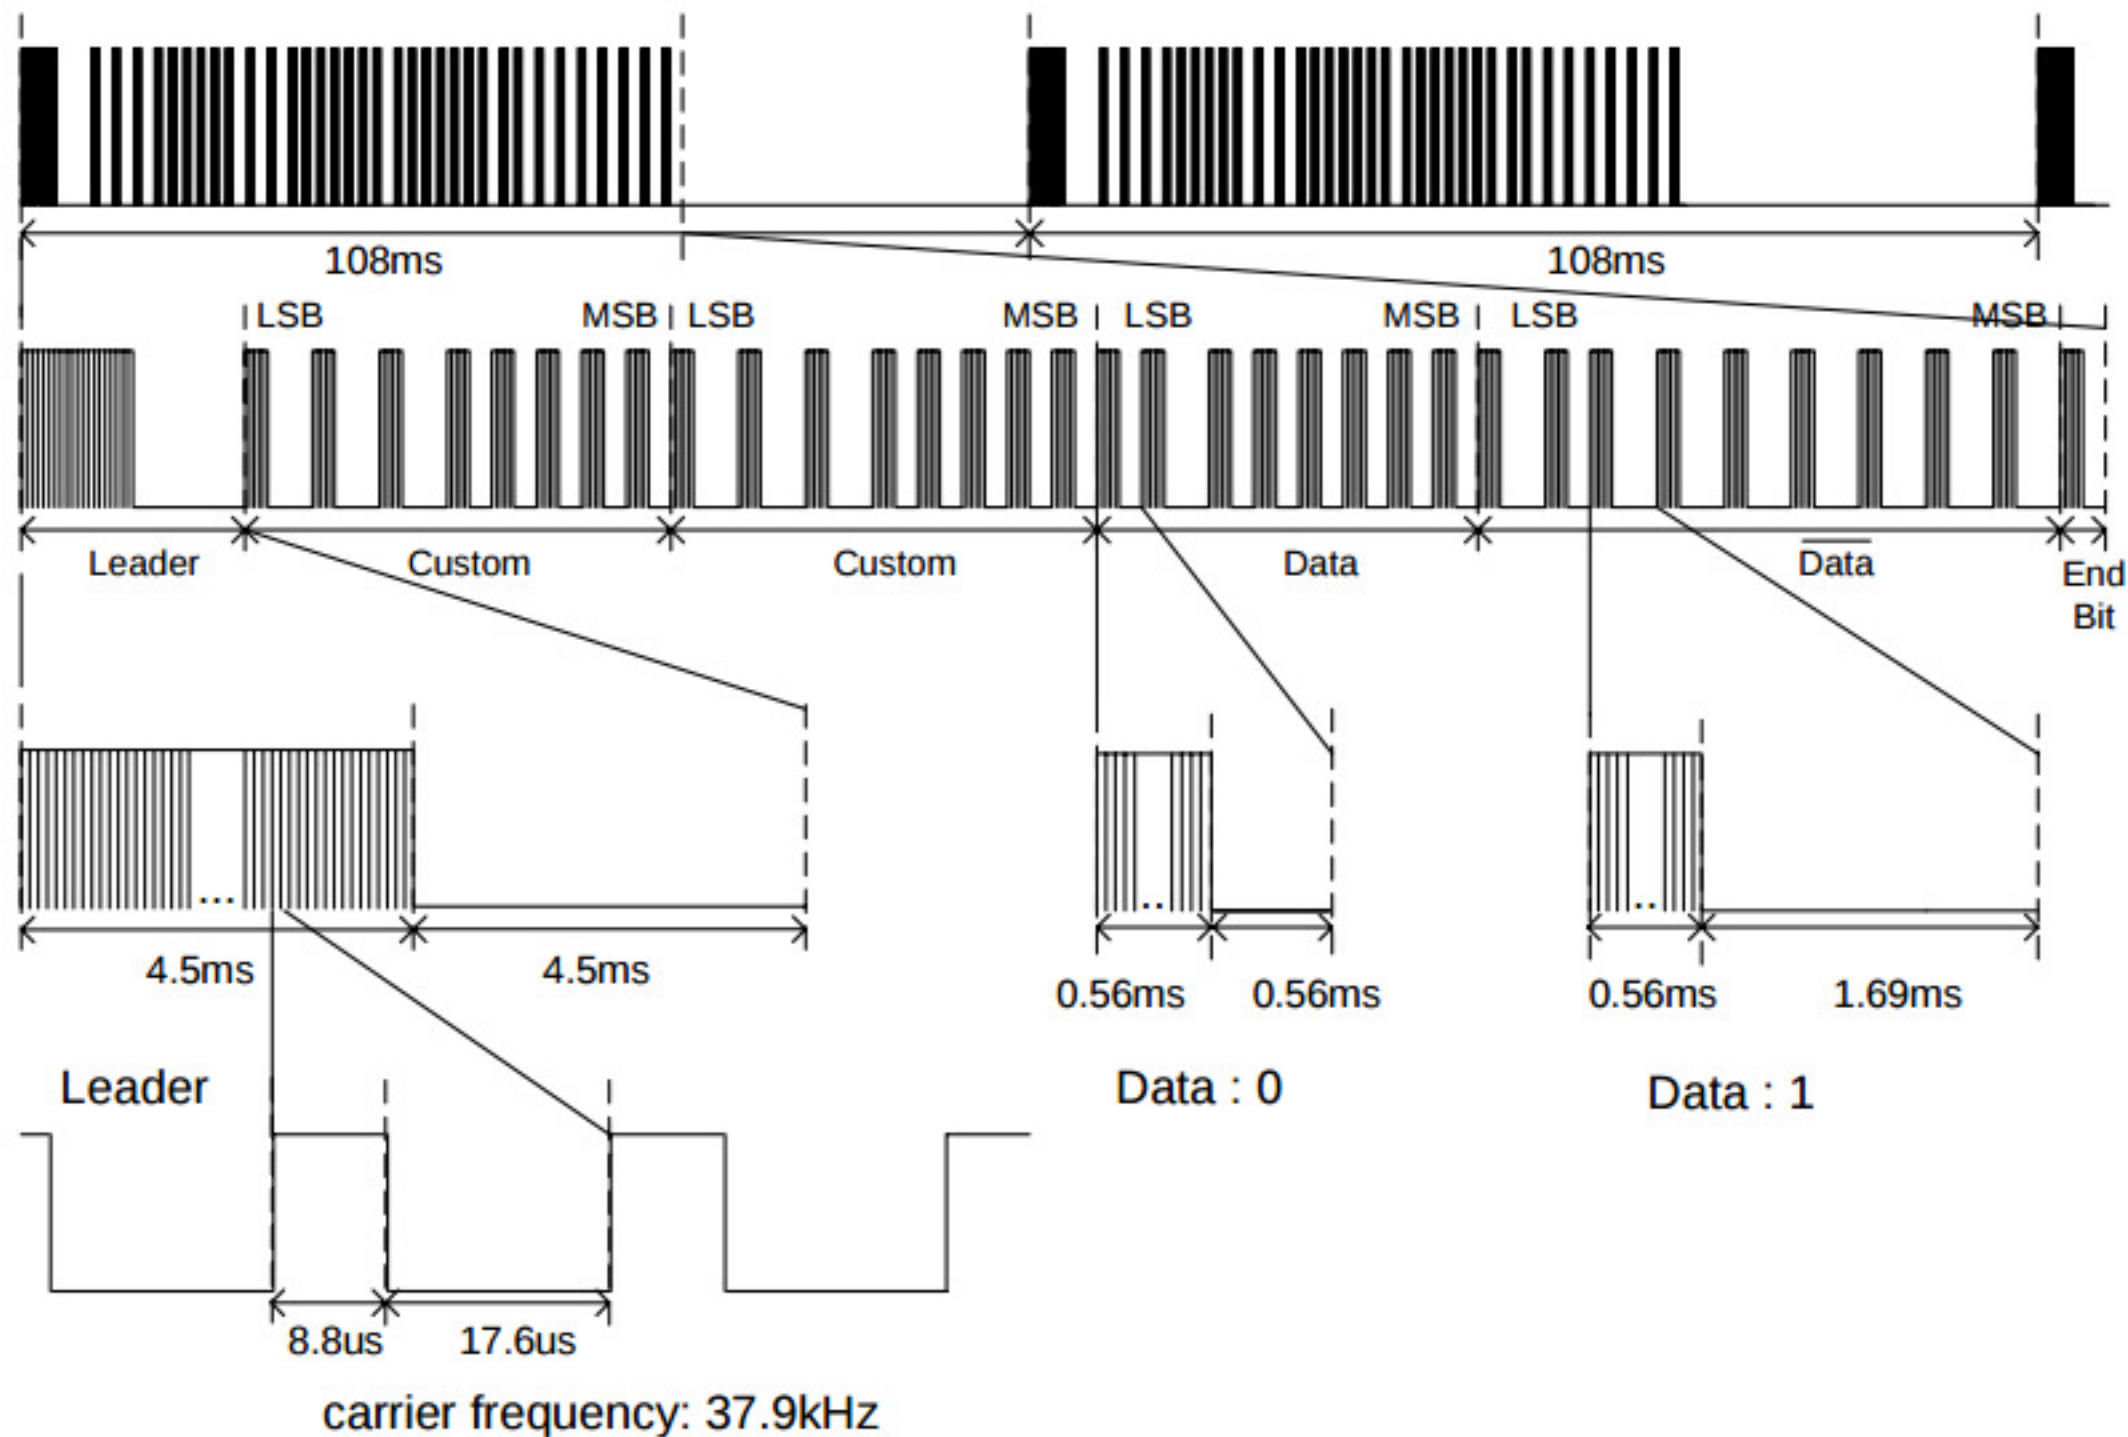 108ms 108ms
LSB MSB LSB MSB LSB MSB LSB MSB
Leader Custom Custom Data Data End
Bit
... .. ..
4.5ms 4.5ms 0.56ms 0.56ms 0.56ms 1.69ms
Leader Data : 0 Data : 1
8.8us 17.6us
carrier frequency: 37.9kHz